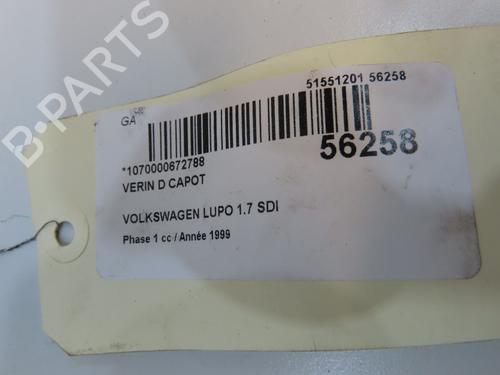 B-PARTS
51551201 56258
GA
*1070000672788
56258
VERIN D CAPOT
VOLKSWAGEN LUPO 1.7 SDI
Phase 1 cc / Année 1999